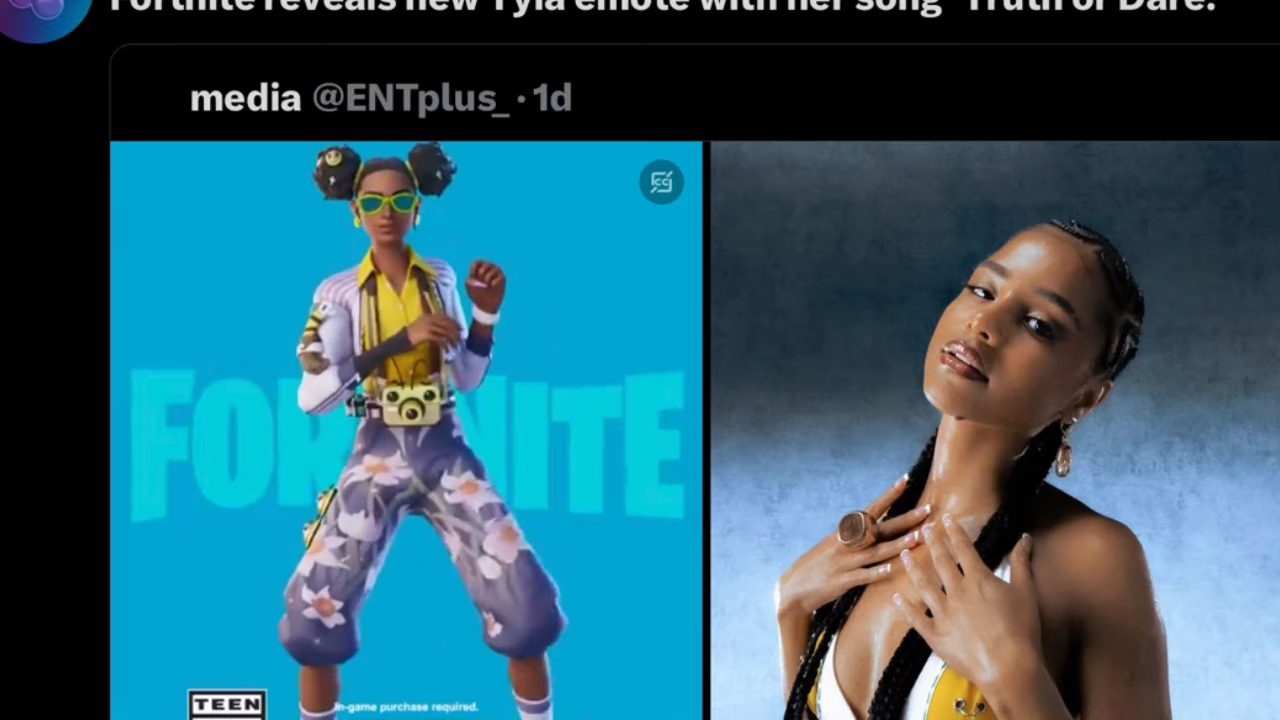 Fortnite reveals new Tyla emote with her song "Truth or Dare."
media @ENTplus_ · 1d
FORTNITE
TEEN
In-game purchase required.